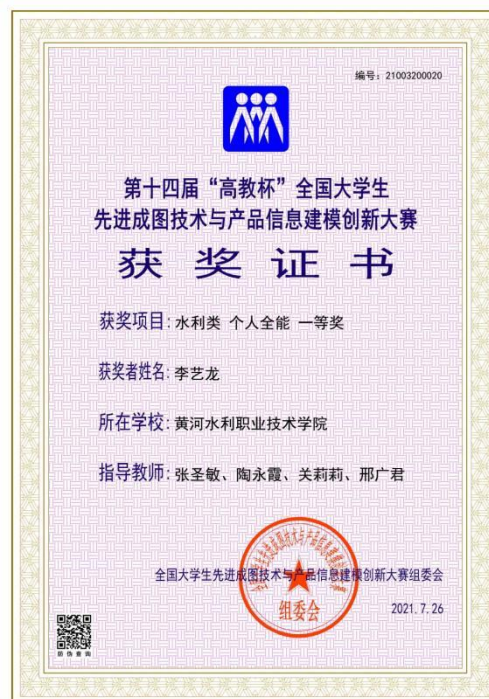 编号：21003200020
第十四届“高教杯”全国大学生
先进成图技术与产品信息建模创新大赛
获奖证书
获奖项目：水利类 个人全能 一等奖
获奖者姓名：李艺龙
所在学校：黄河水利职业技术学院
指导教师：张圣敏、陶永霞、关莉莉、邢广君
全国大学生先进成图技术与产品信息建模创新大赛组委会
组委会
2021.7.26
防伪查询